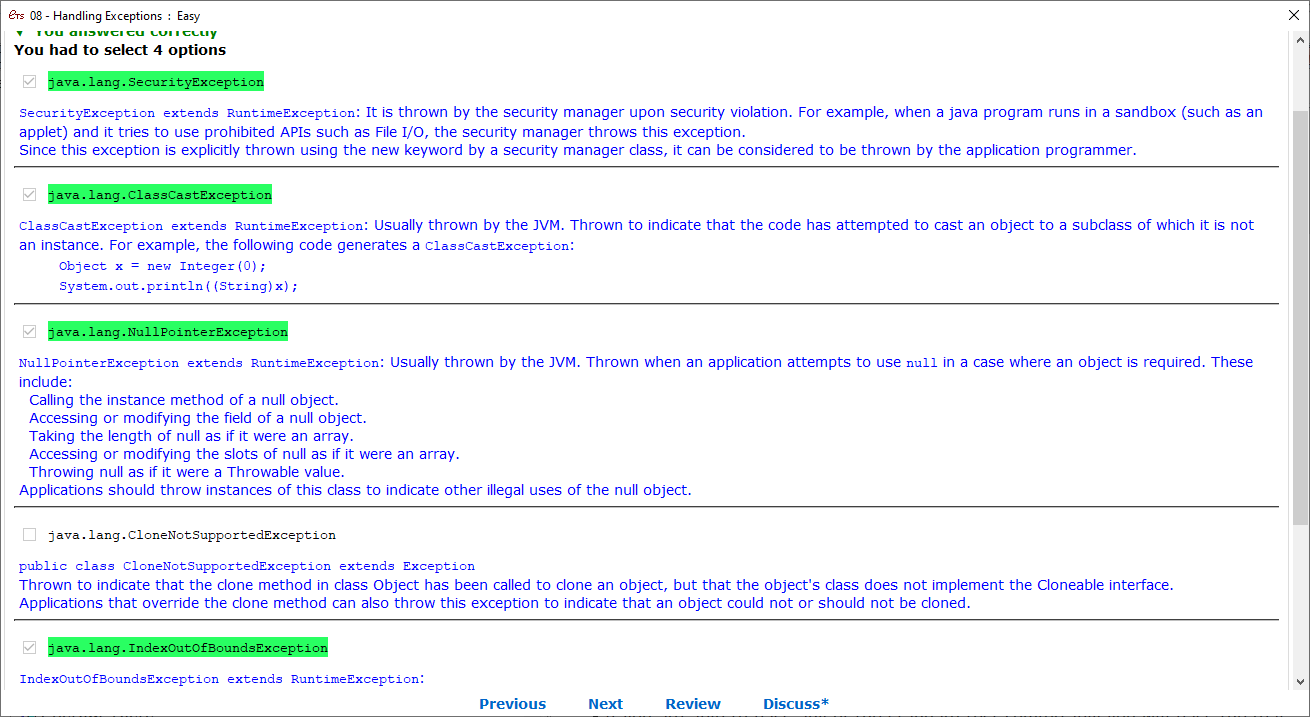 eTs 08 - Handling Exceptions : Easy
You answered correctly
You had to select 4 options
java.lang.SecurityException
SecurityException extends RuntimeException: It is thrown by the security manager upon security violation. For example, when a java program runs in a sandbox (such as an
applet) and it tries to use prohibited APIs such as File I/O, the security manager throws this exception.
Since this exception is explicitly thrown using the new keyword by a security manager class, it can be considered to be thrown by the application programmer.
java.lang.ClassCastException
ClassCastException extends RuntimeException: Usually thrown by the JVM. Thrown to indicate that the code has attempted to cast an object to a subclass of which it is not
an instance. For example, the following code generates a ClassCastException:
Object x = new Integer(0);
System.out.println((String)x);
java.lang.NullPointerException
NullPointerException extends RuntimeException: Usually thrown by the JVM. Thrown when an application attempts to use null in a case where an object is required. These
include:
Calling the instance method of a null object.
Accessing or modifying the field of a null object.
Taking the length of null as if it were an array.
Accessing or modifying the slots of null as if it were an array.
Throwing null as if it were a Throwable value.
Applications should throw instances of this class to indicate other illegal uses of the null object.
java.lang.CloneNotSupportedException
public class CloneNotSupportedException extends Exception
Thrown to indicate that the clone method in class Object has been called to clone an object, but that the object's class does not implement the Cloneable interface.
Applications that override the clone method can also throw this exception to indicate that an object could not or should not be cloned.
java.lang.IndexOutOfBoundsException
IndexOutOfBoundsException extends RuntimeException:
Previous Next Review Discuss*